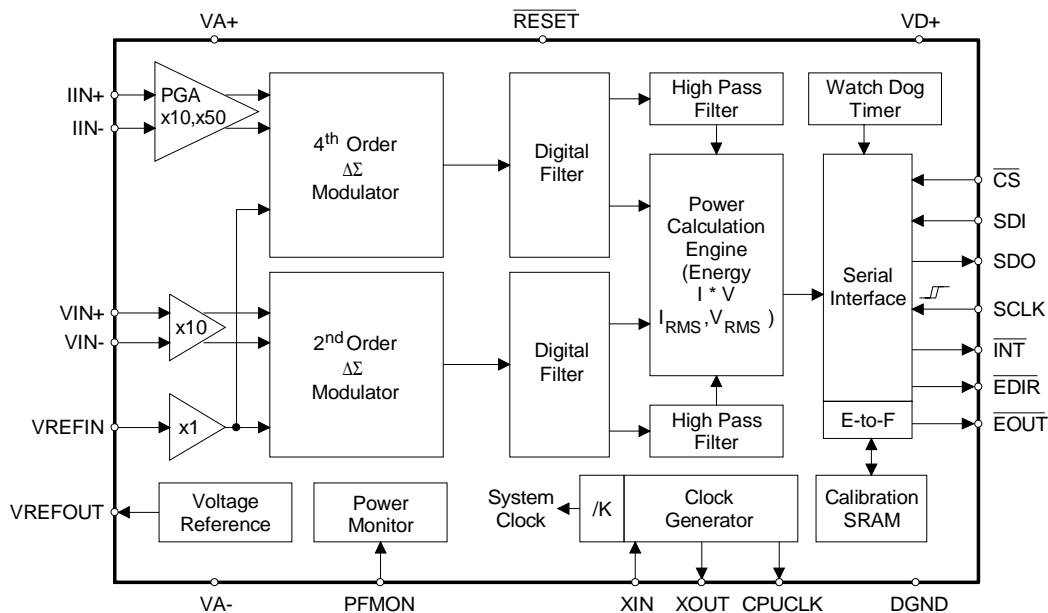 VA+
RESET
VD+
IIN+
IIN-
PGA
x10,x50
4th Order
ΔΣ
Modulator
Digital
Filter
High Pass
Filter
Watch Dog
Timer
Power
Calculation
Engine
(Energy
I * V
IRMS,VRMS )
Serial
Interface
CS
SDI
SDO
SCLK
INT
EDIR
EOUT
VIN+
VIN-
x10
2nd Order
ΔΣ
Modulator
Digital
Filter
High Pass
Filter
E-to-F
VREFIN
x1
VREFOUT
Voltage
Reference
Power
Monitor
System
Clock
/K
Clock
Generator
Calibration
SRAM
VA-
PFMON
XIN
XOUT
CPUCLK
DGND